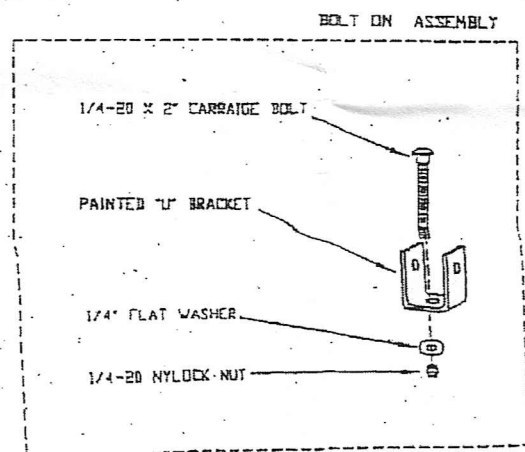 BOLT ON ASSEMBLY
1/4-20 X 2" CARRAIGE BOLT
PAINTED "U" BRACKET
1/4" FLAT WASHER
1/4-20 NYLOCK NUT